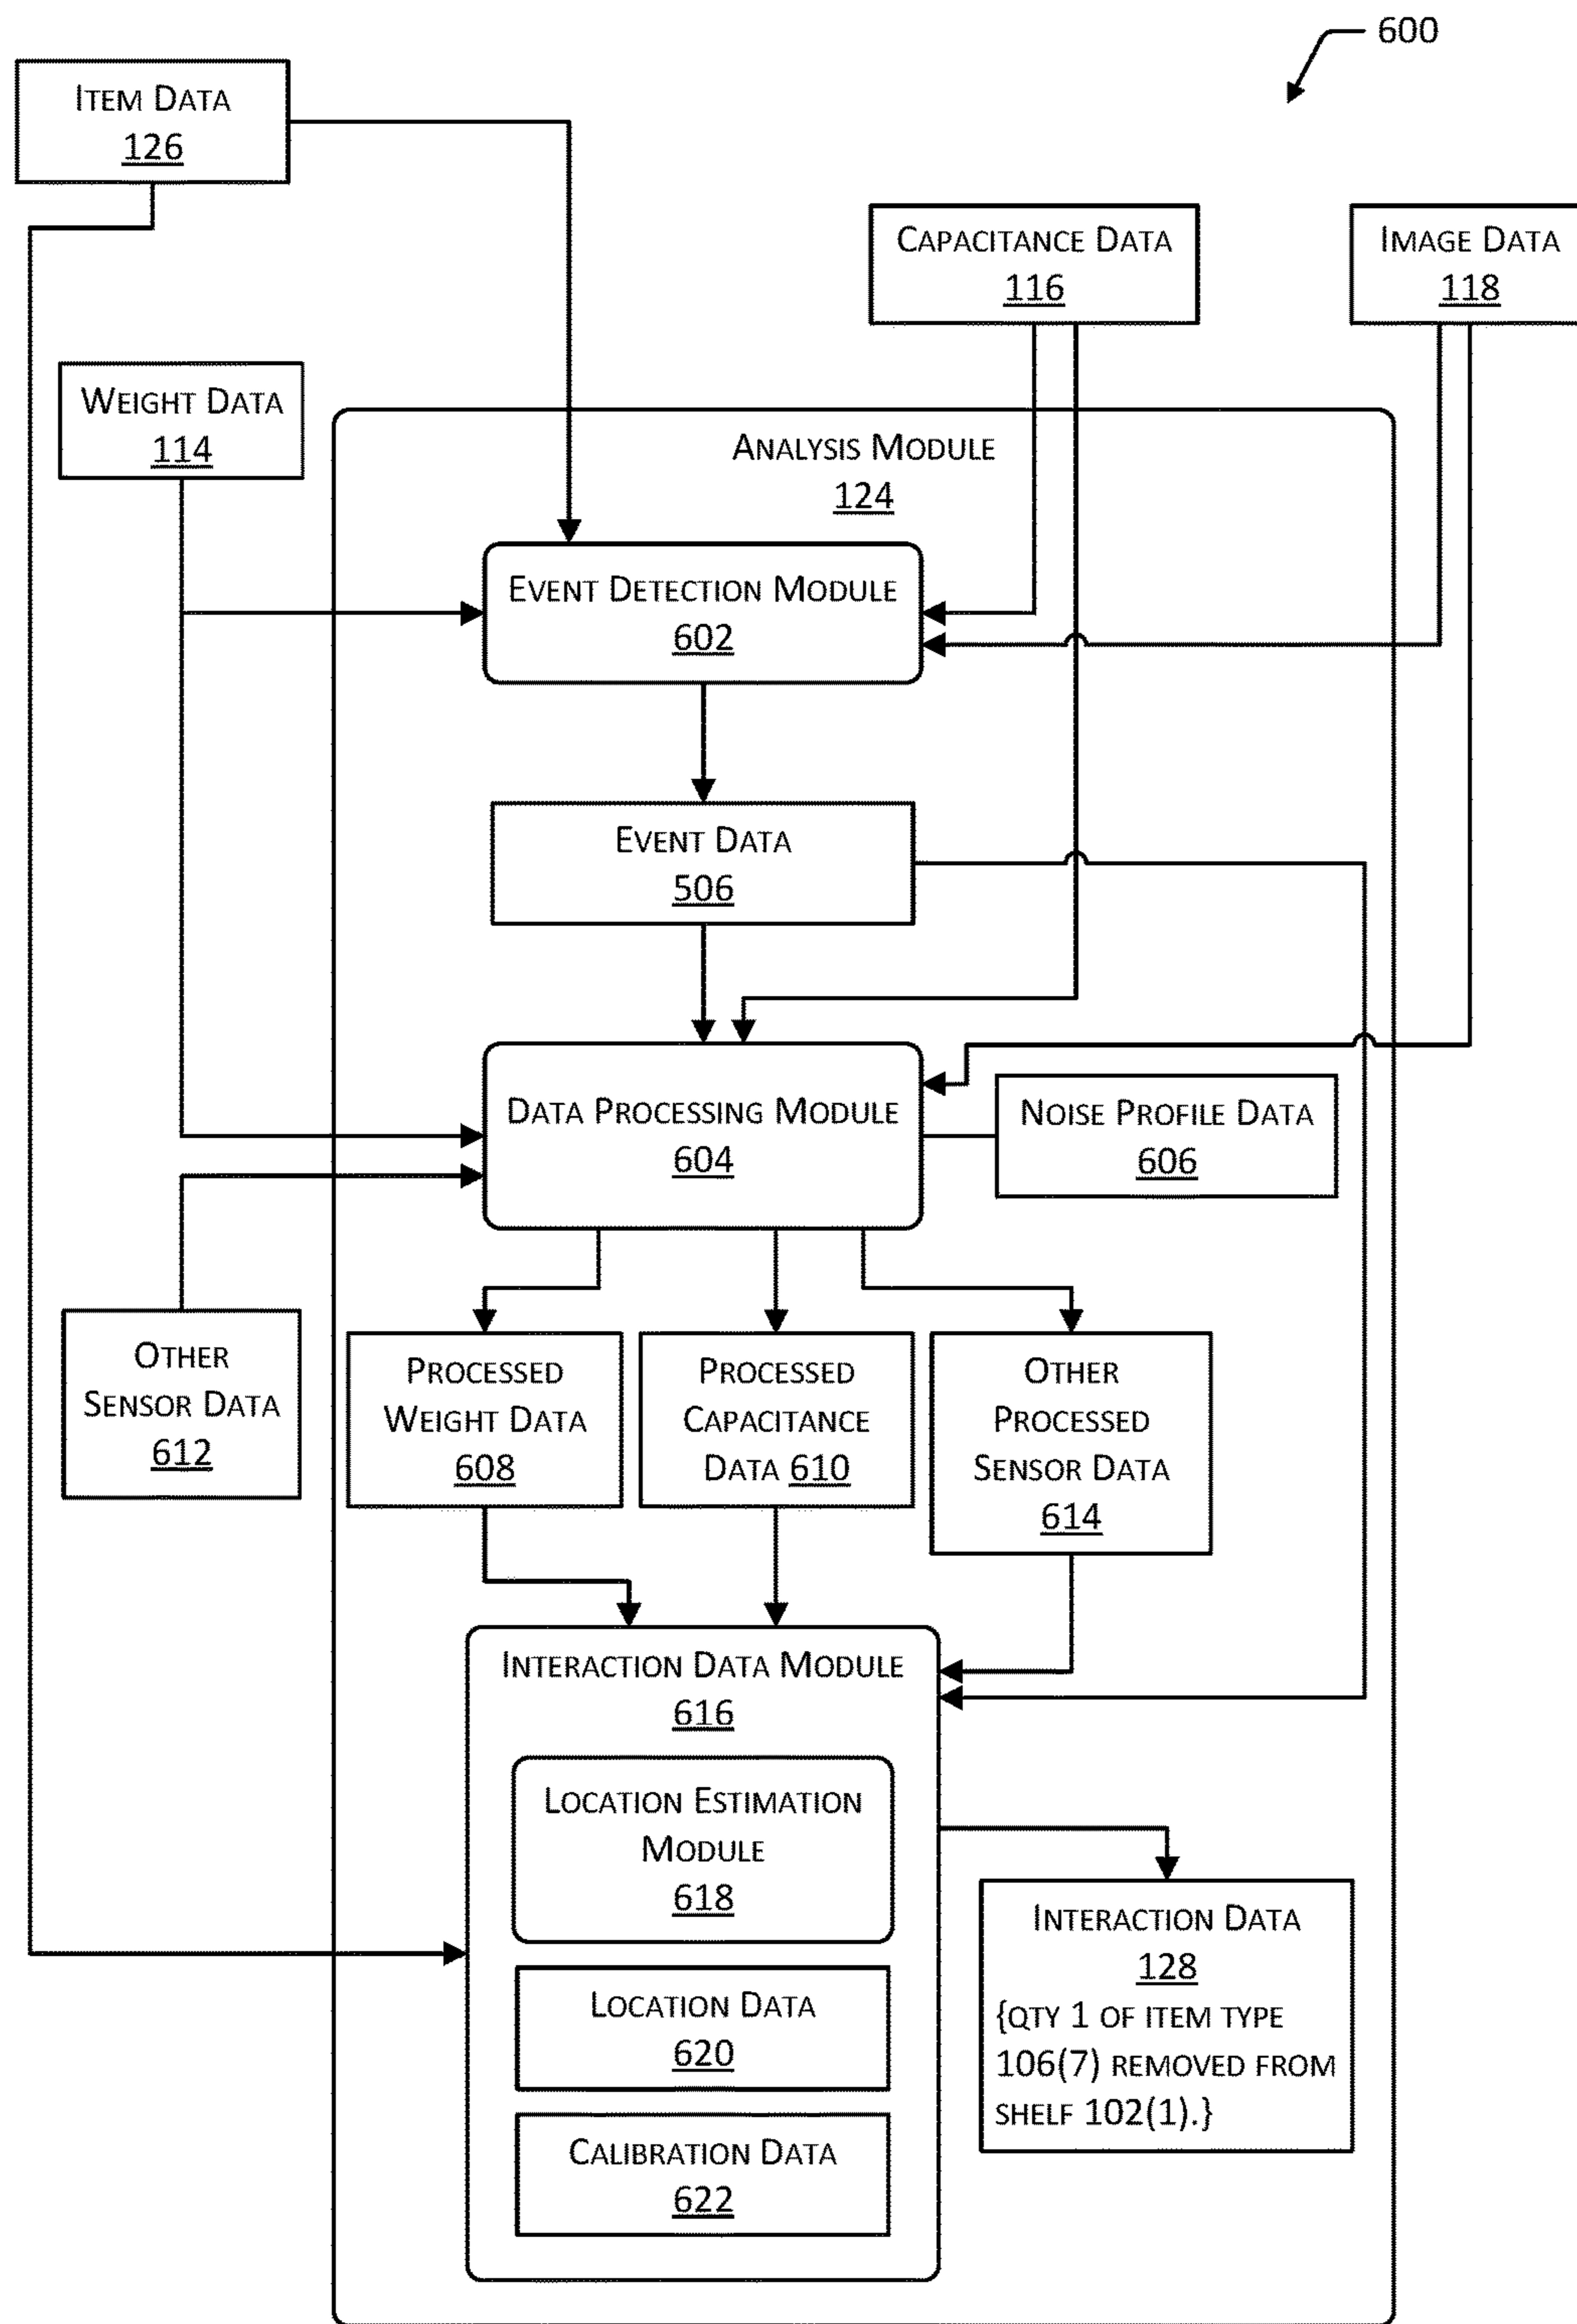 600
ITEM DATA
126
CAPACITANCE DATA
116
IMAGE DATA
118
WEIGHT DATA
114
ANALYSIS MODULE
124
EVENT DETECTION MODULE
602
EVENT DATA
506
DATA PROCESSING MODULE
604
NOISE PROFILE DATA
606
OTHER
SENSOR DATA
612
PROCESSED
WEIGHT DATA
608
PROCESSED
CAPACITANCE
DATA 610
OTHER
PROCESSED
SENSOR DATA
614
INTERACTION DATA MODULE
616
LOCATION ESTIMATION
MODULE
618
LOCATION DATA
620
CALIBRATION DATA
622
INTERACTION DATA
128
{QTY 1 OF ITEM TYPE
106(7) REMOVED FROM
SHELF 102(1).}